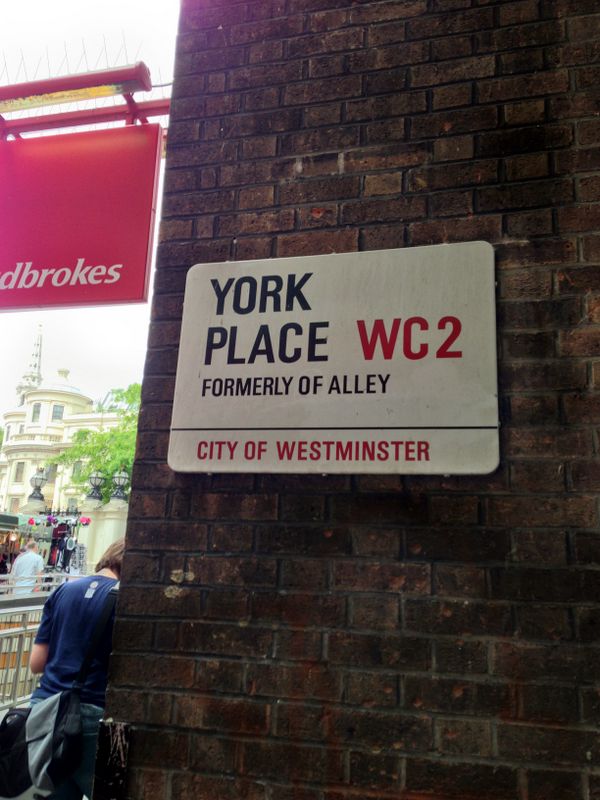 dbrokes
YORK
PLACE WC2
FORMERLY OF ALLEY
CITY OF WESTMINSTER